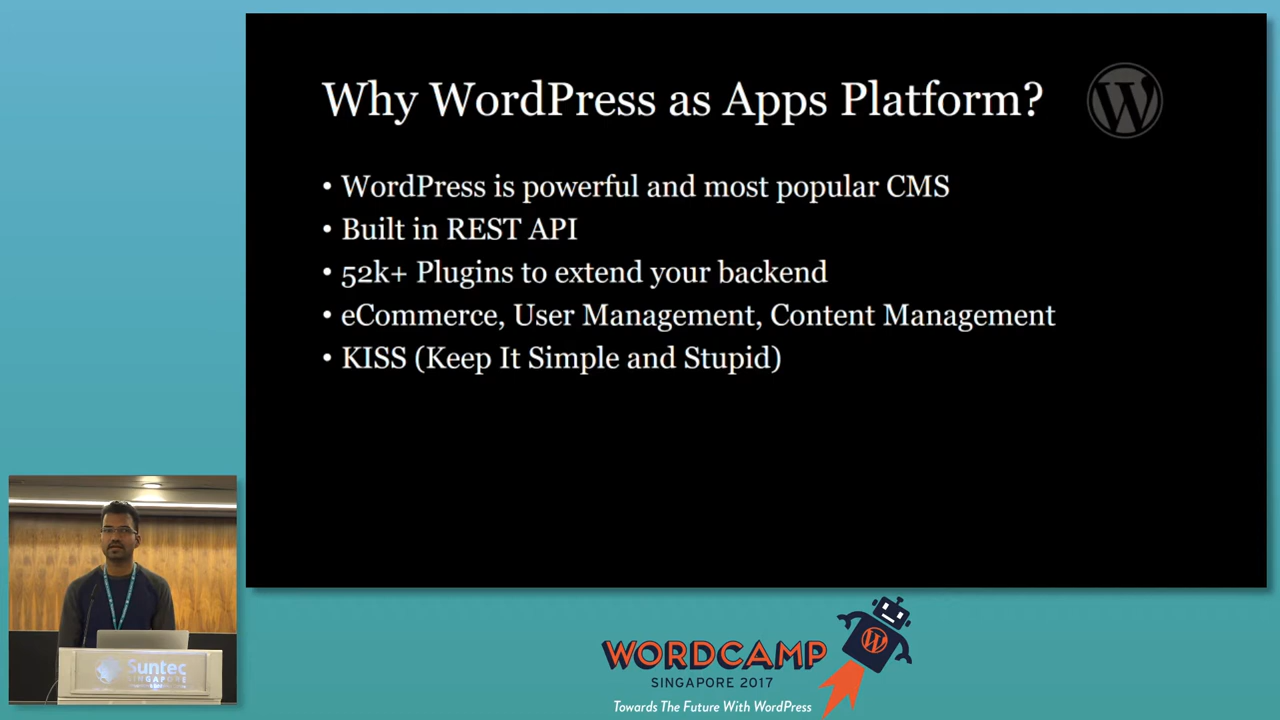 Why WordPress as Apps Platform?
• WordPress is powerful and most popular CMS
• Built in REST API
• 52k+ Plugins to extend your backend
• eCommerce, User Management, Content Management
• KISS (Keep It Simple and Stupid)
Suntec
SINGAPORE
WORDCAMP
SINGAPORE 2017
Towards The Future With WordPress